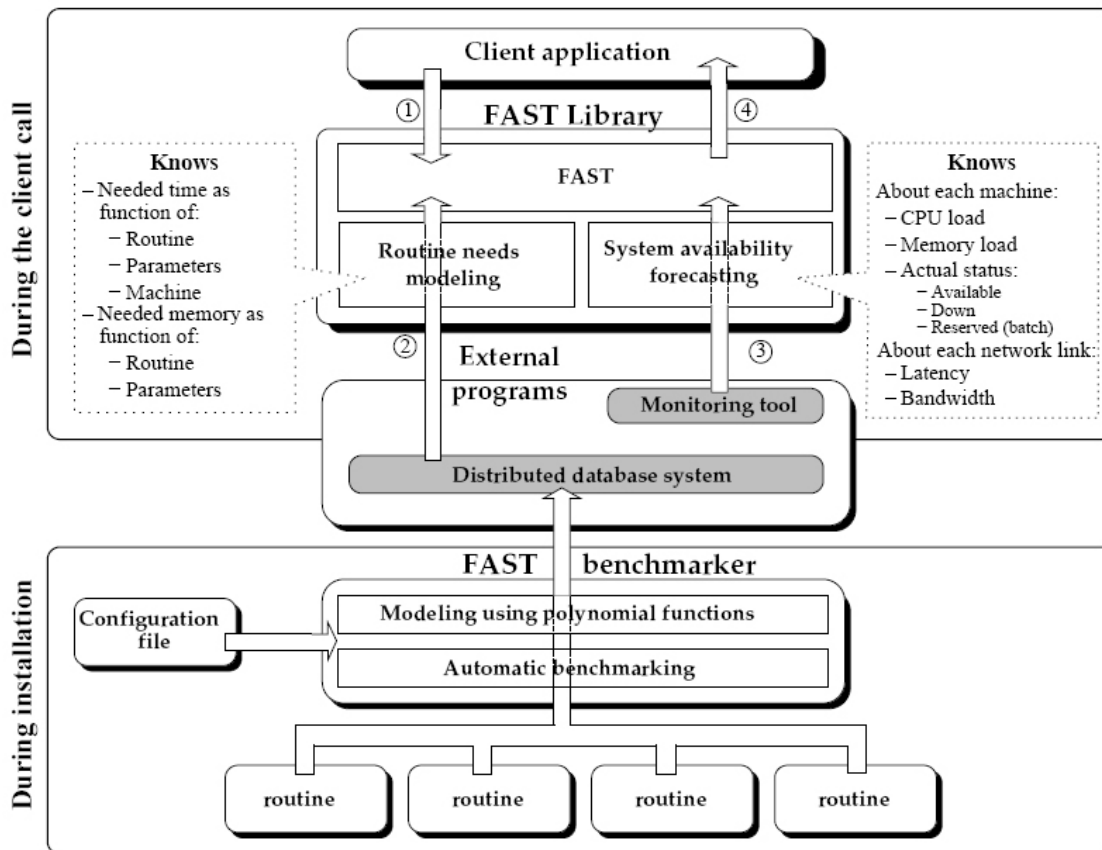 During the client call
Client application
①
④
FAST Library
FAST
Routine needs
modeling
System availability
forecasting
Knows
– Needed time as
function of:
– Routine
– Parameters
– Machine
– Needed memory as
function of:
– Routine
– Parameters
Knows
About each machine:
– CPU load
– Memory load
– Actual status:
– Available
– Down
– Reserved (batch)
About each network link:
– Latency
– Bandwidth
②
③
External
programs
Monitoring tool
Distributed database system
During installation
FAST benchmarker
Configuration
file
Modeling using polynomial functions
Automatic benchmarking
routine
routine
routine
routine